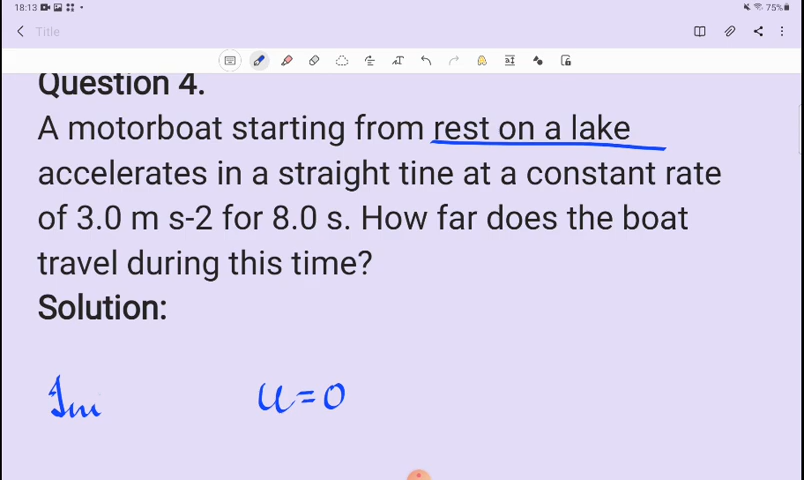 18:13 75%
Title
Question 4.
A motorboat starting from rest on a lake
accelerates in a straight tine at a constant rate
of 3.0 m s-2 for 8.0 s. How far does the boat
travel during this time?
Solution:
Im u=0